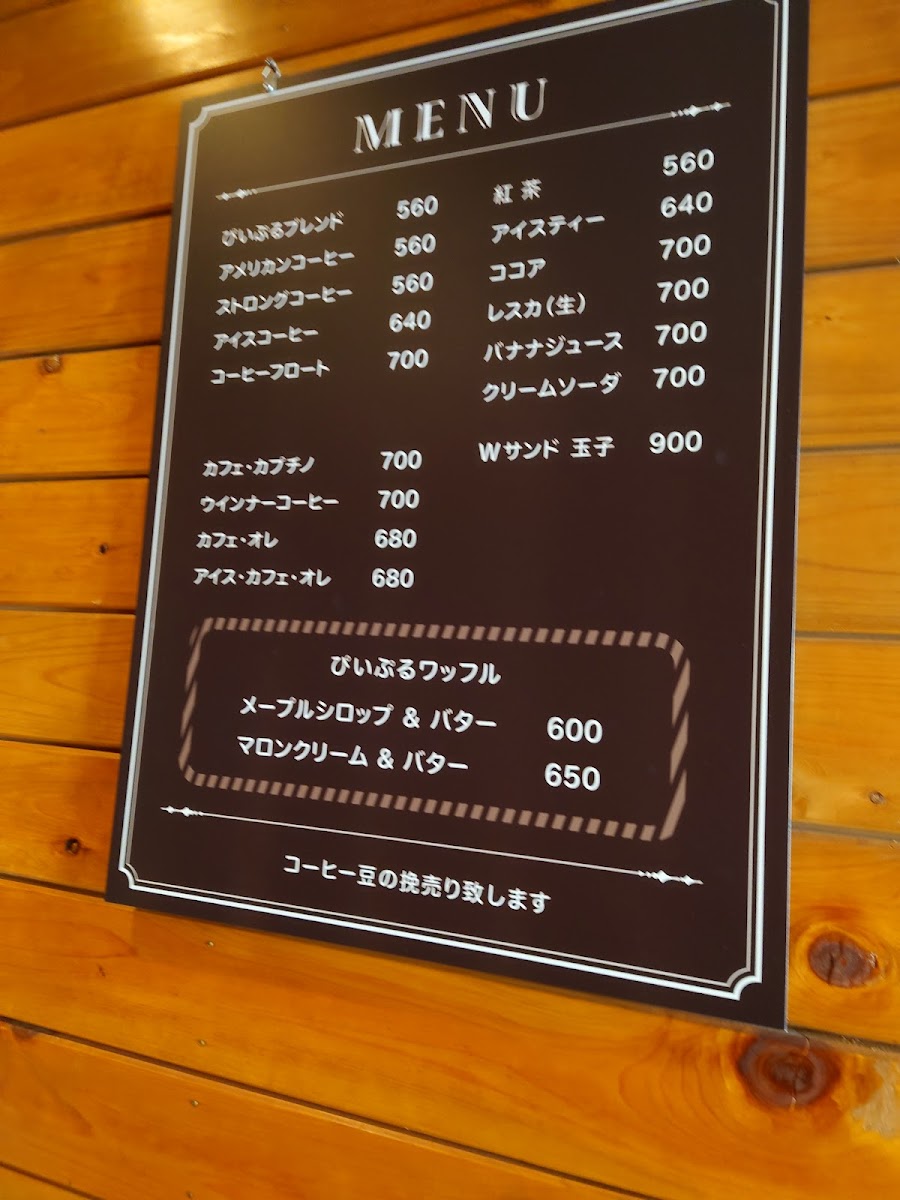 MENU
ぴいぷるブレンド 560
アメリカンコーヒー 560
ストロングコーヒー 560
アイスコーヒー 640
コーヒーフロート 700
カフェ・カプチノ 700
ウインナーコーヒー 700
カフェ・オレ 680
アイス・カフェ・オレ 680
紅茶 560
アイスティー 640
ココア 700
レスカ(生) 700
バナナジュース 700
クリームソーダ 700
Wサンド 玉子 900
ぴいぷるワッフル
メープルシロップ & バター 600
マロンクリーム & バター 650
コーヒー豆の挽売り致します